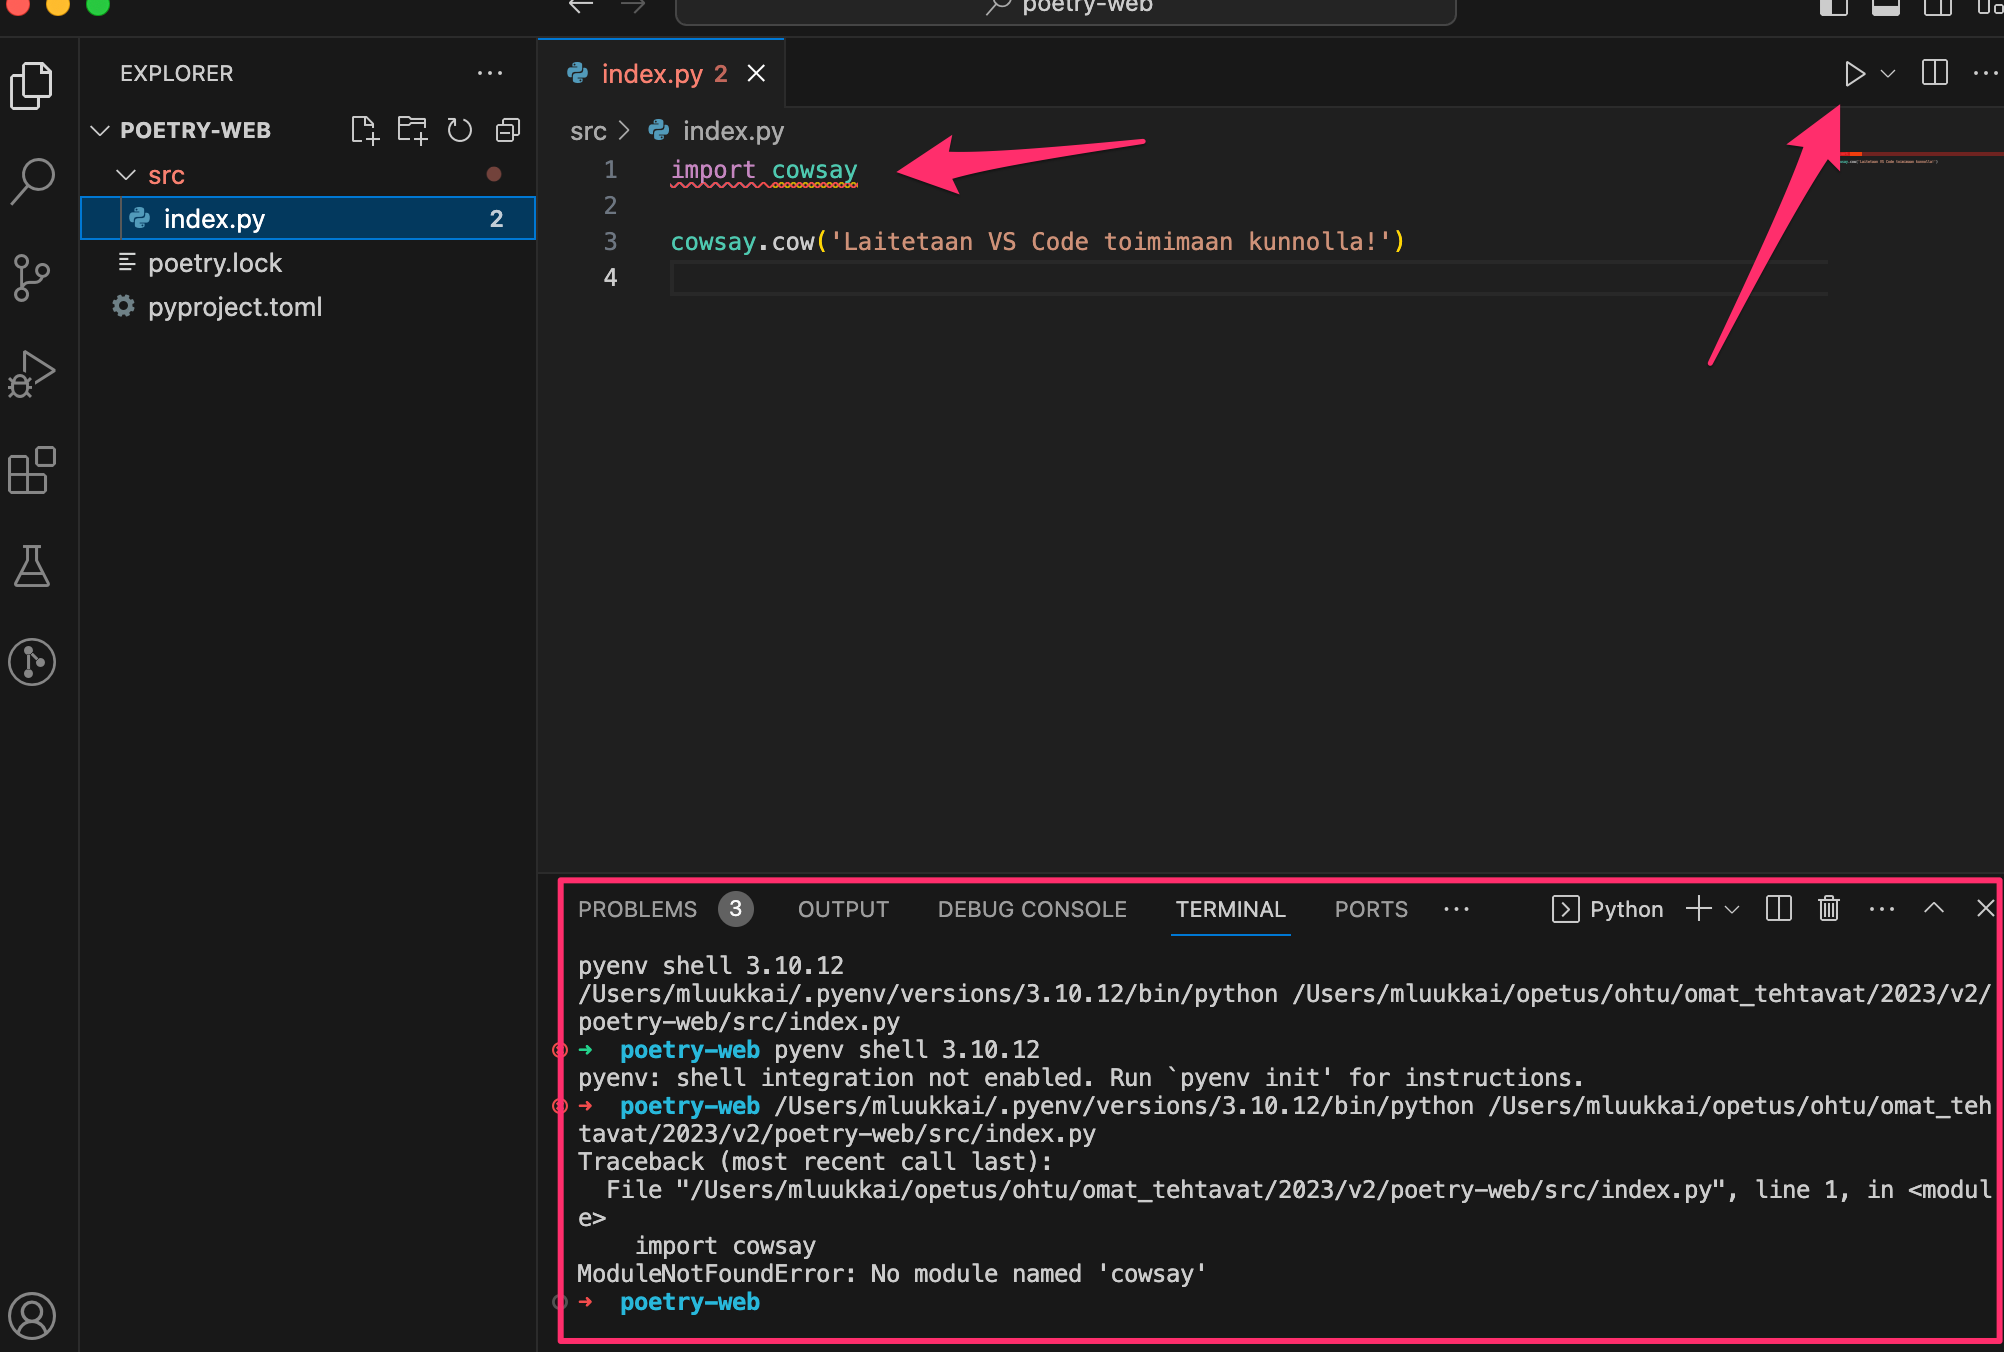 poetry-web
EXPLORER
POETRY-WEB
src
index.py 2
poetry.lock
pyproject.toml
index.py 2
src > index.py
1 import cowsay
2
3 cowsay.cow('Laitetaan VS Code toimimaan kunnolla!')
4
PROBLEMS 3 OUTPUT DEBUG CONSOLE TERMINAL PORTS ... Python
pyenv shell 3.10.12
/Users/mluukkai/.pyenv/versions/3.10.12/bin/python /Users/mluukkai/opetus/ohtu/omat_tehtavat/2023/v2/
poetry-web/src/index.py
➜ poetry-web pyenv shell 3.10.12
pyenv: shell integration not enabled. Run `pyenv init' for instructions.
➜ poetry-web /Users/mluukkai/.pyenv/versions/3.10.12/bin/python /Users/mluukkai/opetus/ohtu/omat_teh
tavat/2023/v2/poetry-web/src/index.py
Traceback (most recent call last):
File "/Users/mluukkai/opetus/ohtu/omat_tehtavat/2023/v2/poetry-web/src/index.py", line 1, in <modul
e>
import cowsay
ModuleNotFoundError: No module named 'cowsay'
➜ poetry-web